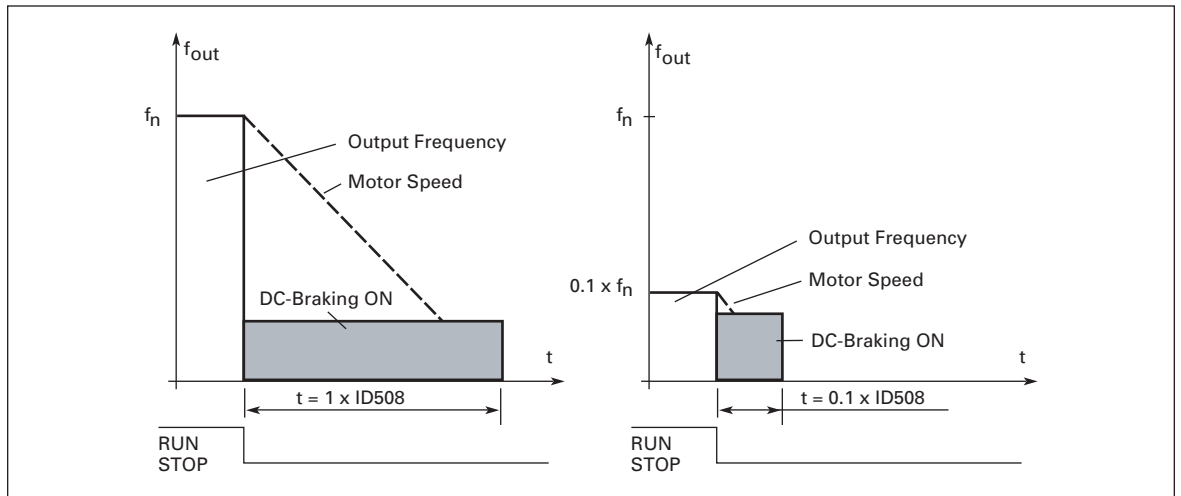 fout
fn
Output Frequency
Motor Speed
DC-Braking ON
t
t = 1 x ID508
RUN
STOP
fout
fn
Output Frequency
0.1 x fn
Motor Speed
DC-Braking ON
t
t = 0.1 x ID508
RUN
STOP